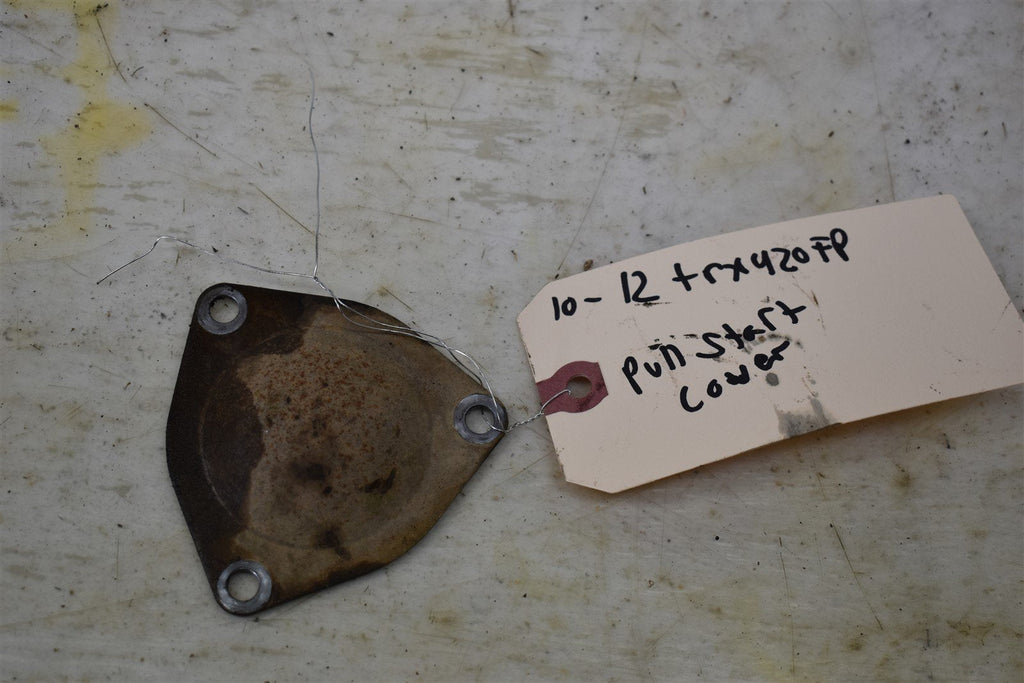 10-12 trx420FP
Pull Start
Cover